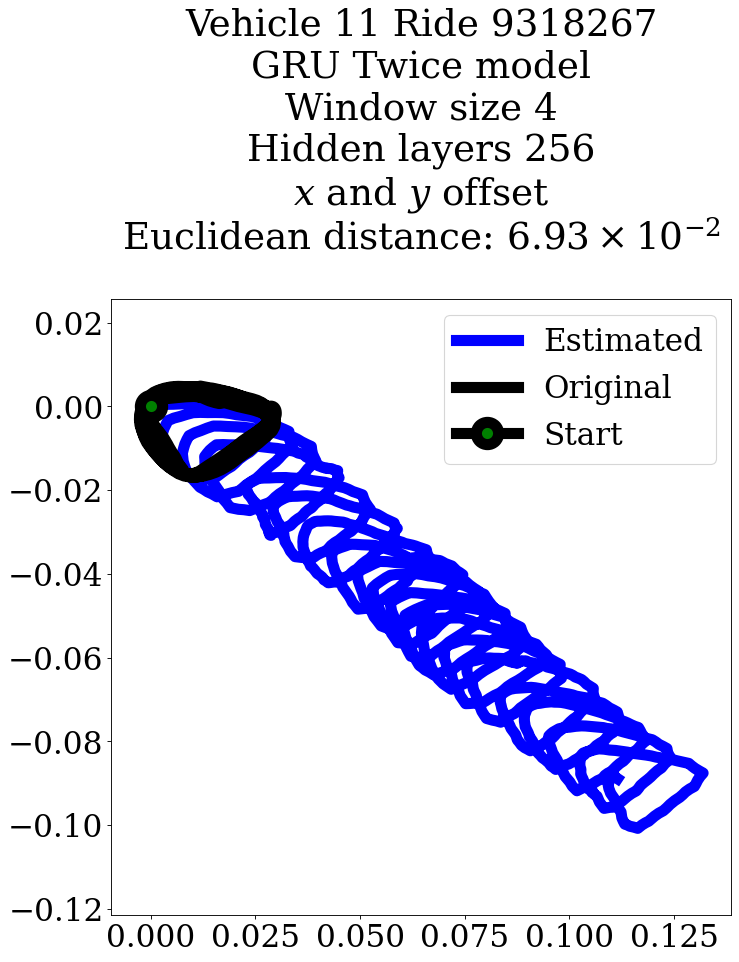 Vehicle 11 Ride 9318267
GRU Twice model
Window size 4
Hidden layers 256
x and y offset
Euclidean distance: 6.93 × 10⁻²
Estimated
Original
Start
0.02
0.00
−0.02
−0.04
−0.06
−0.08
−0.10
−0.12
0.000 0.025 0.050 0.075 0.100 0.125